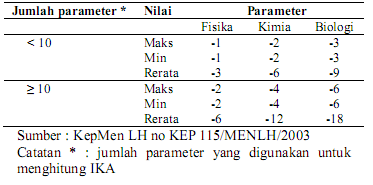 Jumlah parameter * Nilai Parameter
Fisika Kimia Biologi
< 10 Maks -1 -2 -3
Min -1 -2 -3
Rerata -3 -6 -9
≥ 10 Maks -2 -4 -6
Min -2 -4 -6
Rerata -6 -12 -18
Sumber : KepMen LH no KEP 115/MENLH/2003
Catatan * : jumlah parameter yang digunakan untuk
menghitung IKA